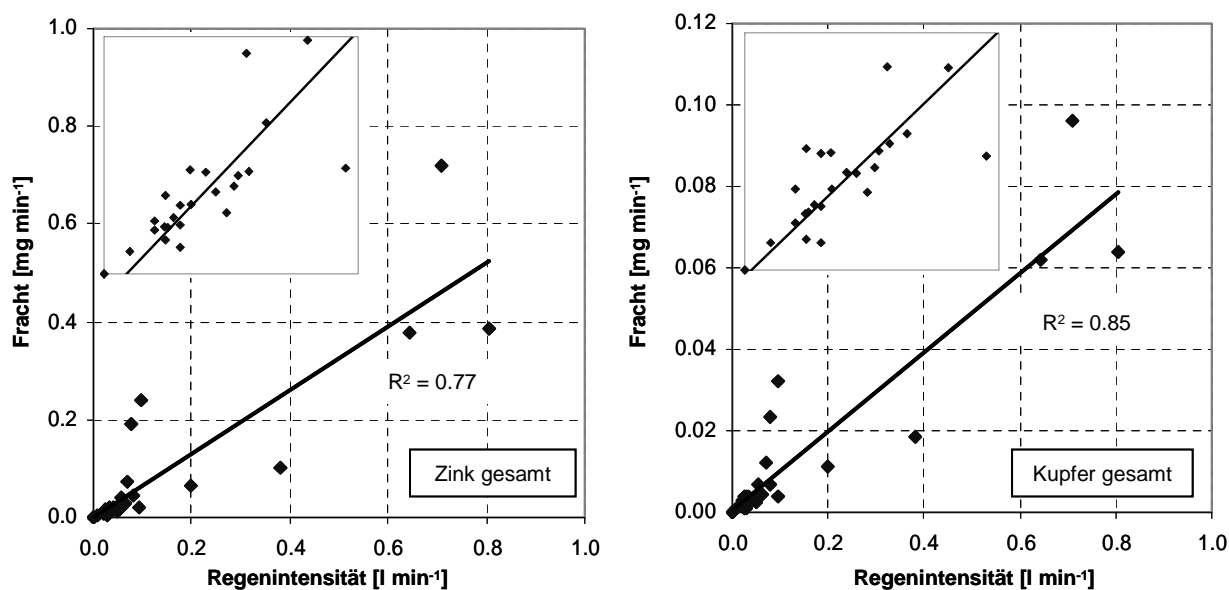 1.0
0.8
0.6
0.4
0.2
0.0
Fracht [mg min-1]
R² = 0.77
Zink gesamt
0.0 0.2 0.4 0.6 0.8 1.0
Regenintensität [l min-1]
0.12
0.10
0.08
0.06
0.04
0.02
0.00
Fracht [mg min-1]
R² = 0.85
Kupfer gesamt
0.0 0.2 0.4 0.6 0.8 1.0
Regenintensität [l min-1]